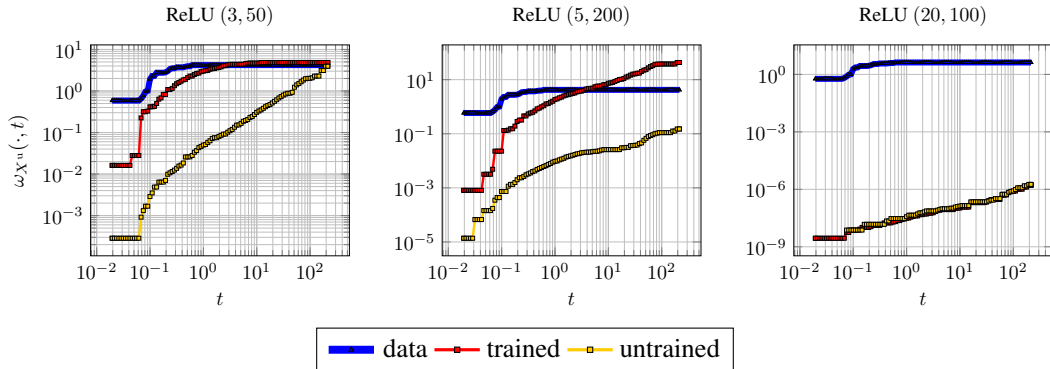 ReLU (3, 50)
ReLU (5, 200)
ReLU (20, 100)
ω_{X^u}(·, t)
10^1
10^0
10^{−1}
10^{−2}
10^{−3}
10^{−2} 10^{−1} 10^0 10^1 10^2
t
10^1
10^{−1}
10^{−3}
10^{−5}
10^{−2} 10^{−1} 10^0 10^1 10^2
t
10^0
10^{−3}
10^{−6}
10^{−9}
10^{−2} 10^{−1} 10^0 10^1 10^2
t
data trained untrained